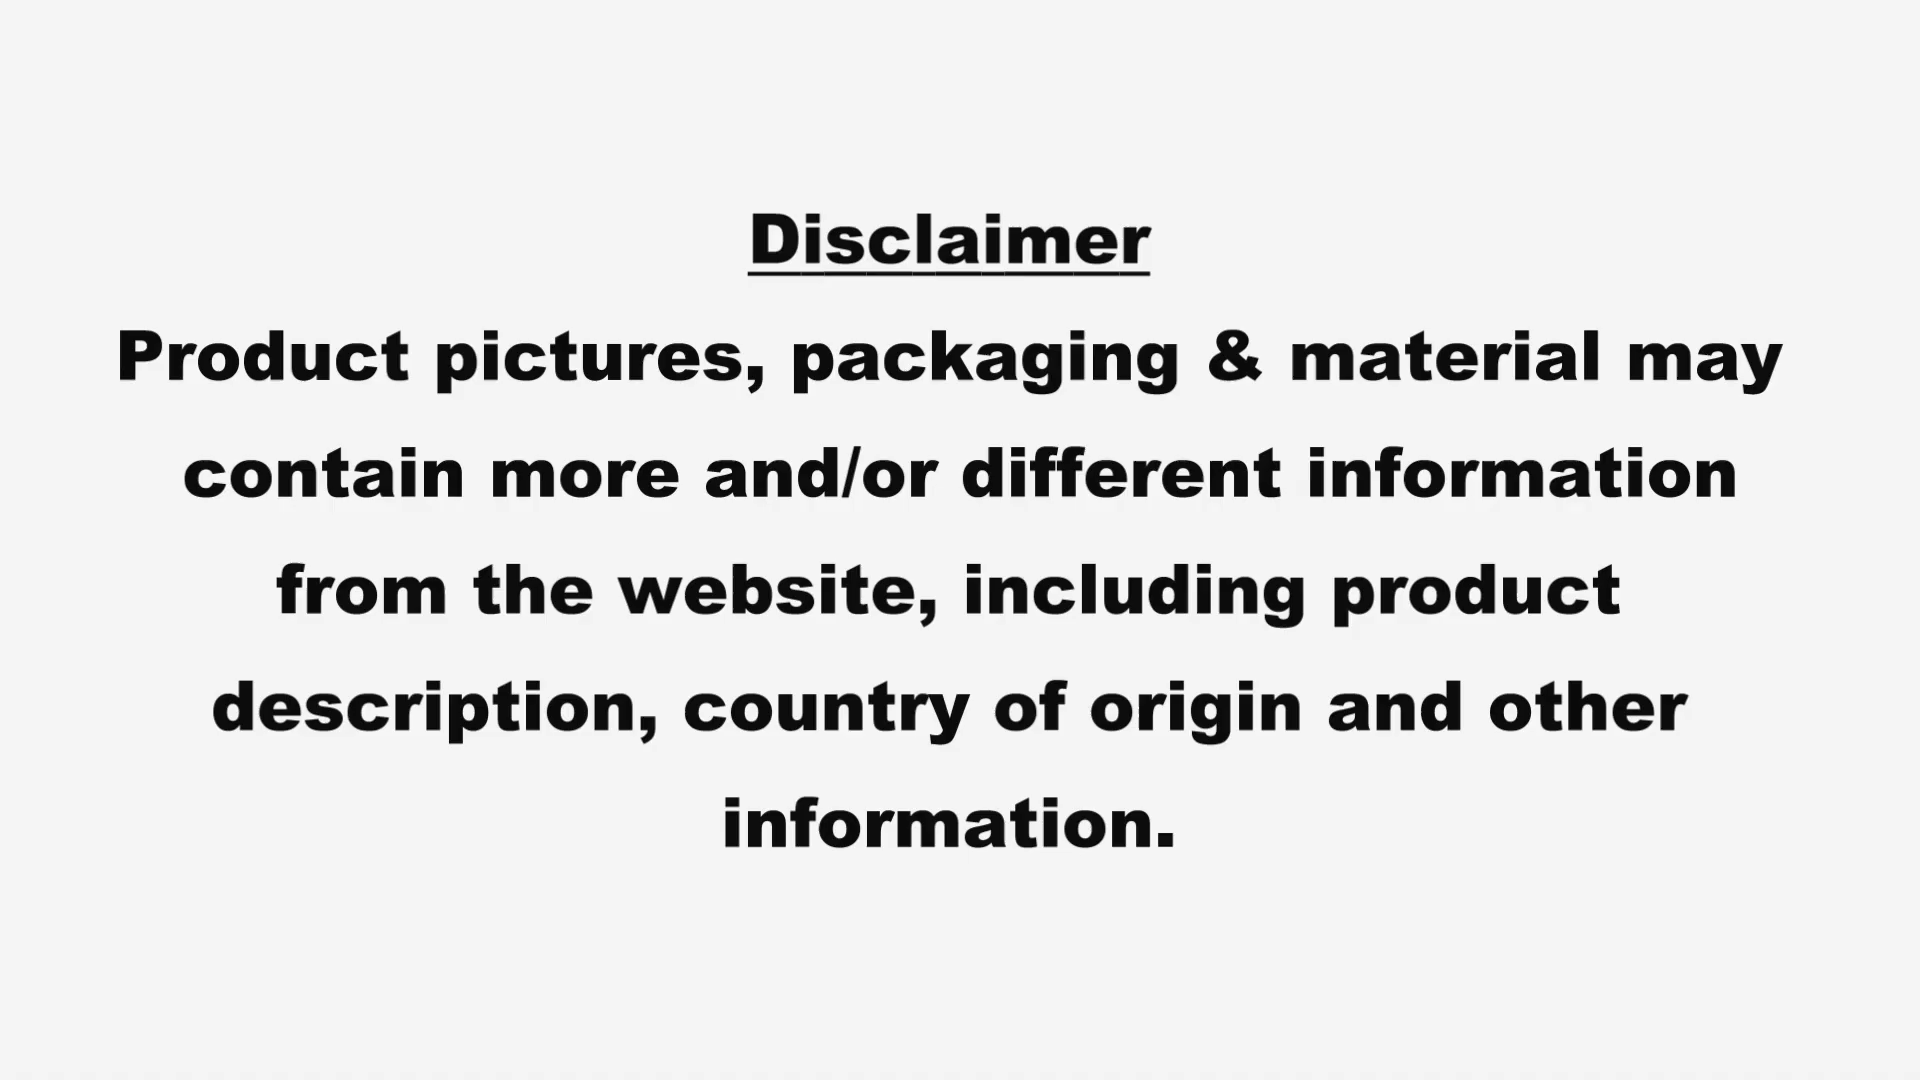 Disclaimer
Product pictures, packaging & material may
contain more and/or different information
from the website, including product
description, country of origin and other
information.